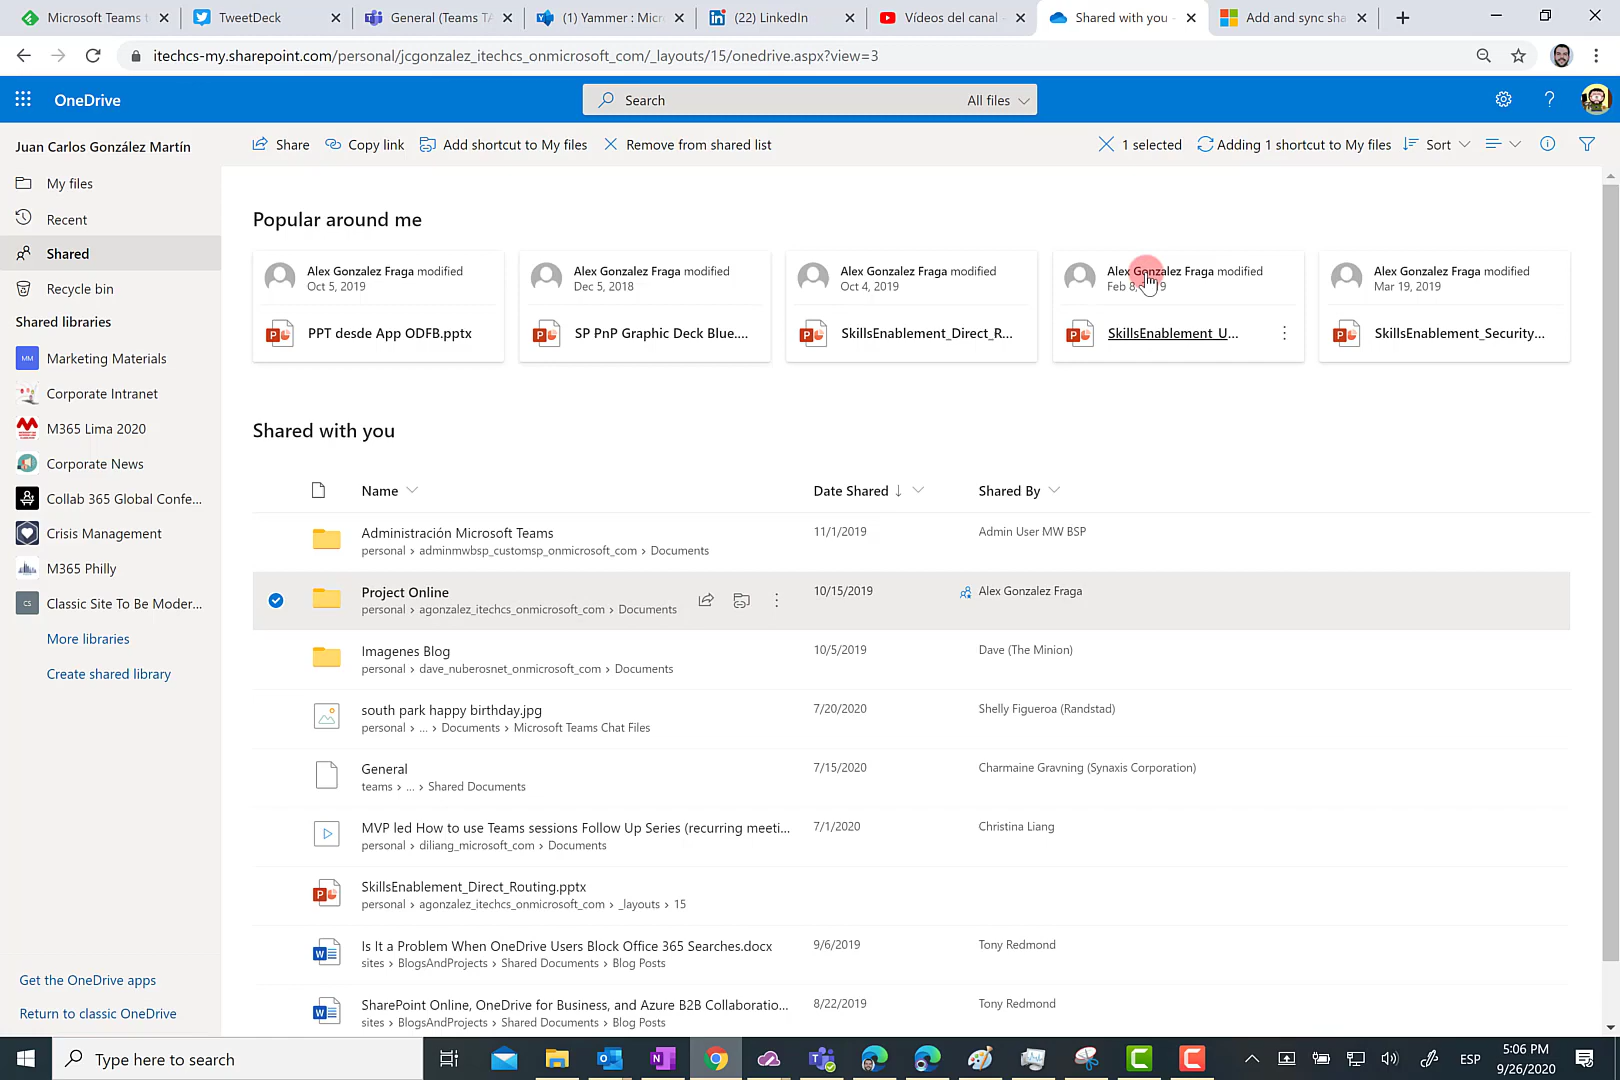 Microsoft Teams t
TweetDeck
General (Teams TA
(1) Yammer : Micr
(22) LinkedIn
Vídeos del canal -
Shared with you -
Add and sync sha
itechcs-my.sharepoint.com/personal/jcgonzalez_itechcs_onmicrosoft_com/_layouts/15/onedrive.aspx?view=3
OneDrive
Search
All files
Juan Carlos González Martín
Share
Copy link
Add shortcut to My files
Remove from shared list
1 selected
Adding 1 shortcut to My files
Sort
My files
Recent
Shared
Recycle bin
Shared libraries
MM
Marketing Materials
Corporate Intranet
M365 Lima 2020
Corporate News
Collab 365 Global Confe...
Crisis Management
M365 Philly
CS
Classic Site To Be Moder...
More libraries
Create shared library
Get the OneDrive apps
Return to classic OneDrive
Popular around me
Alex Gonzalez Fraga modified
Oct 5, 2019
PPT desde App ODFB.pptx
Alex Gonzalez Fraga modified
Dec 5, 2018
SP PnP Graphic Deck Blue....
Alex Gonzalez Fraga modified
Oct 4, 2019
SkillsEnablement_Direct_R...
Alex Gonzalez Fraga modified
Feb 8, 2019
SkillsEnablement_U...
Alex Gonzalez Fraga modified
Mar 19, 2019
SkillsEnablement_Security...
Shared with you
Name
Date Shared ↓
Shared By
Administración Microsoft Teams
11/1/2019
Admin User MW BSP
personal › adminmwbsp_customsp_onmicrosoft_com › Documents
Project Online
10/15/2019
Alex Gonzalez Fraga
personal › agonzalez_itechcs_onmicrosoft_com › Documents
Imagenes Blog
10/5/2019
Dave (The Minion)
personal › dave_nuberosnet_onmicrosoft_com › Documents
south park happy birthday.jpg
7/20/2020
Shelly Figueroa (Randstad)
personal › ... › Documents › Microsoft Teams Chat Files
General
7/15/2020
Charmaine Gravning (Synaxis Corporation)
teams › ... › Shared Documents
MVP led How to use Teams sessions Follow Up Series (recurring meeti...
7/1/2020
Christina Liang
personal › diliang_microsoft_com › Documents
SkillsEnablement_Direct_Routing.pptx
personal › agonzalez_itechcs_onmicrosoft_com › _layouts › 15
Is It a Problem When OneDrive Users Block Office 365 Searches.docx
9/6/2019
Tony Redmond
sites › BlogsAndProjects › Shared Documents › Blog Posts
SharePoint Online, OneDrive for Business, and Azure B2B Collaboratio...
8/22/2019
Tony Redmond
sites › BlogsAndProjects › Shared Documents › Blog Posts
Type here to search
ESP
5:06 PM
9/26/2020